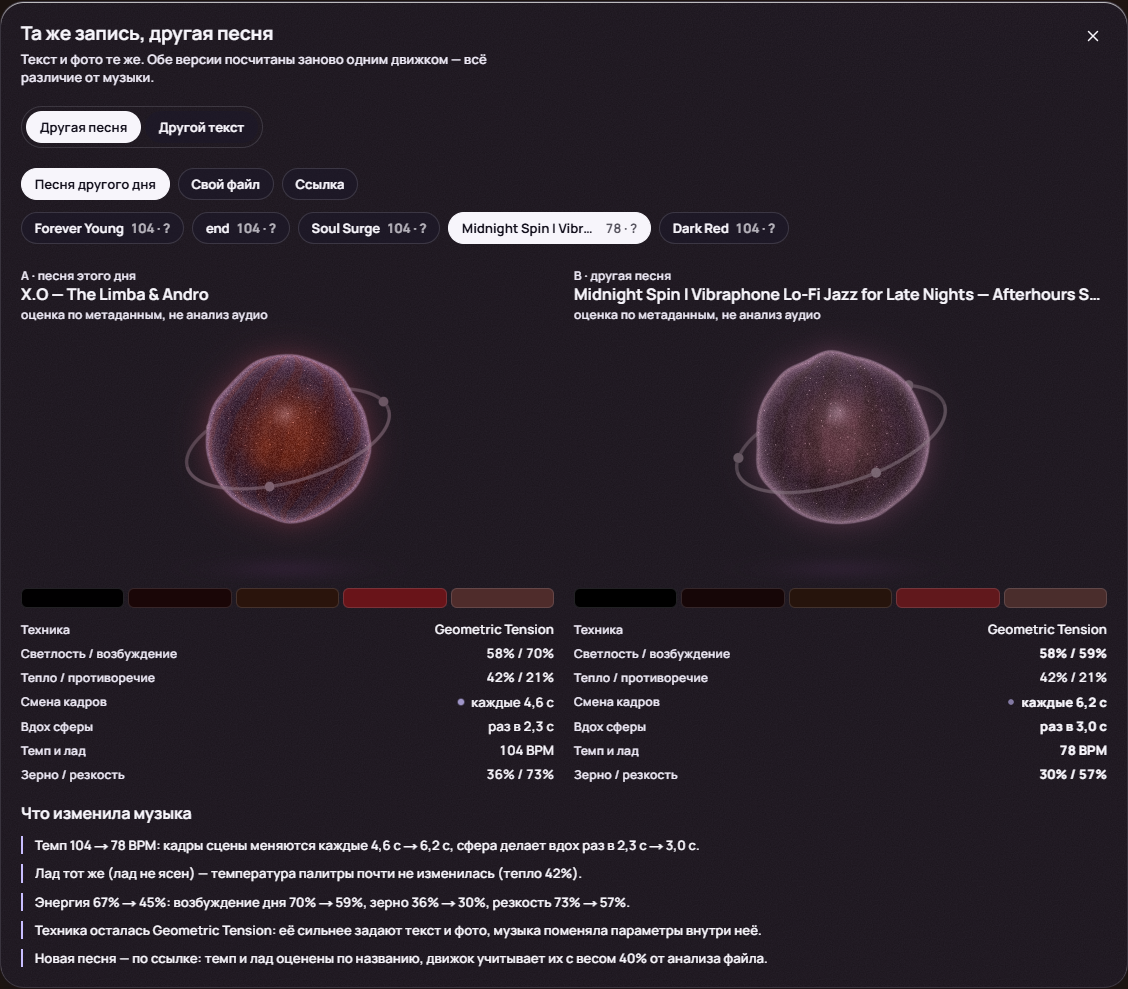 Та же запись, другая песня
Текст и фото те же. Обе версии посчитаны заново одним движком — всё
различие от музыки.
Другая песня
Другой текст
Песня другого дня
Свой файл
Ссылка
Forever Young 104 · ?
end 104 · ?
Soul Surge 104 · ?
Midnight Spin | Vibr... 78 · ?
Dark Red 104 · ?
A · песня этого дня
X.O — The Limba & Andro
оценка по метаданным, не анализ аудио
B · другая песня
Midnight Spin | Vibraphone Lo-Fi Jazz for Late Nights — Afterhours S...
оценка по метаданным, не анализ аудио
Техника Geometric Tension
Светлость / возбуждение 58% / 70%
Тепло / противоречие 42% / 21%
Смена кадров каждые 4,6 с
Вдох сферы раз в 2,3 с
Темп и лад 104 BPM
Зерно / резкость 36% / 73%
Техника Geometric Tension
Светлость / возбуждение 58% / 59%
Тепло / противоречие 42% / 21%
Смена кадров каждые 6,2 с
Вдох сферы раз в 3,0 с
Темп и лад 78 BPM
Зерно / резкость 30% / 57%
Что изменила музыка
Темп 104 → 78 BPM: кадры сцены меняются каждые 4,6 с → 6,2 с, сфера делает вдох раз в 2,3 с → 3,0 с.
Лад тот же (лад не ясен) — температура палитры почти не изменилась (тепло 42%).
Энергия 67% → 45%: возбуждение дня 70% → 59%, зерно 36% → 30%, резкость 73% → 57%.
Техника осталась Geometric Tension: её сильнее задают текст и фото, музыка поменяла параметры внутри неё.
Новая песня — по ссылке: темп и лад оценены по названию, движок учитывает их с весом 40% от анализа файла.